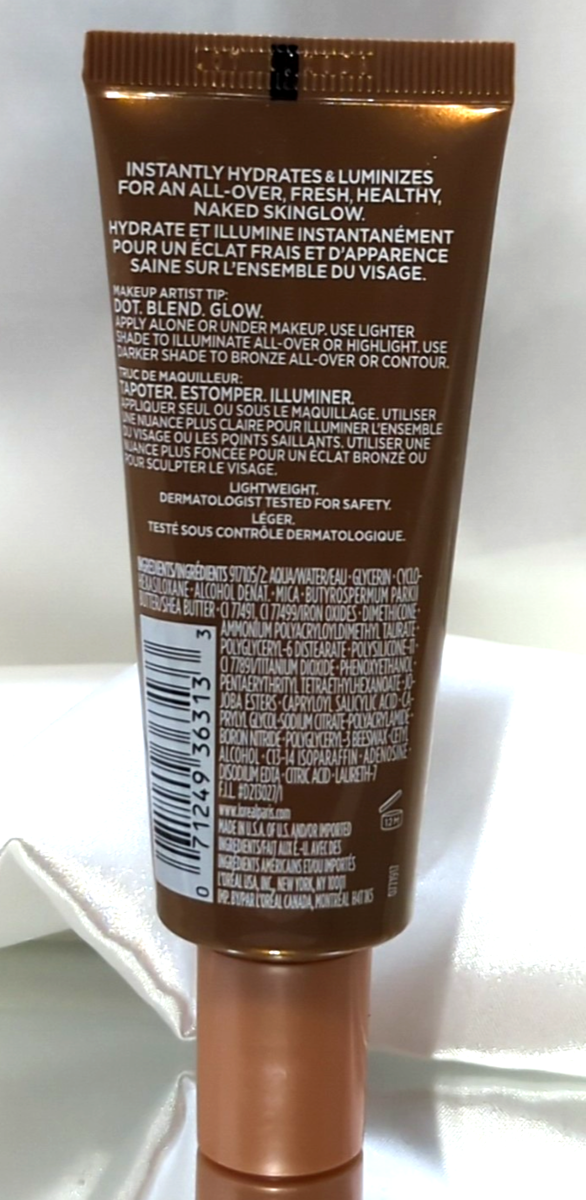 INSTANTLY HYDRATES & LUMINIZES
FOR AN ALL-OVER, FRESH, HEALTHY,
NAKED SKINGLOW.
HYDRATE ET ILLUMINE INSTANTANÉMENT
POUR UN ÉCLAT FRAIS ET D'APPARENCE
SAINE SUR L'ENSEMBLE DU VISAGE.
MAKEUP ARTIST TIP:
DOT. BLEND. GLOW.
APPLY ALONE OR UNDER MAKEUP. USE LIGHTER
SHADE TO ILLUMINATE ALL-OVER OR HIGHLIGHT. USE
DARKER SHADE TO BRONZE ALL-OVER OR CONTOUR.
TRUC DE MAQUILLEUR:
TAPOTER. ESTOMPER. ILLUMINER.
APPLIQUER SEUL OU SOUS LE MAQUILLAGE. UTILISER
UNE NUANCE PLUS CLAIRE POUR ILLUMINER L'ENSEMBLE
DU VISAGE OU LES POINTS SAILLANTS. UTILISER UNE
NUANCE PLUS FONCÉE POUR UN ÉCLAT BRONZÉ OU
POUR SCULPTER LE VISAGE.
LIGHTWEIGHT.
DERMATOLOGIST TESTED FOR SAFETY.
LÉGER.
TESTÉ SOUS CONTRÔLE DERMATOLOGIQUE.
INGREDIENTS/INGRÉDIENTS 917105/2: AQUA/WATER/EAU · GLYCERIN · CYCLO-
HEXASILOXANE · ALCOHOL DENAT. · MICA · BUTYROSPERMUM PARKII
BUTTER/SHEA BUTTER · CI 77491, CI 77499/IRON OXIDES · DIMETHICONE ·
AMMONIUM POLYACRYLOYLDIMETHYL TAURATE ·
POLYGLYCERYL-6 DISTEARATE · POLYSILICONE-11 ·
CI 77891/TITANIUM DIOXIDE · PHENOXYETHANOL ·
PENTAERYTHRITYL TETRAETHYLHEXANOATE · JO-
JOBA ESTERS · CAPRYLOYL SALICYLIC ACID · CA-
PRYLYL GLYCOL · SODIUM CITRATE · POLYACRYLAMIDE ·
BORON NITRIDE · POLYGLYCERYL-3 BEESWAX · CETYL
ALCOHOL · C13-14 ISOPARAFFIN · ADENOSINE ·
DISODIUM EDTA · CITRIC ACID · LAURETH-7
F.I.L. #D213027/1
www.lorealparis.com
MADE IN U.S.A. OF U.S. AND/OR IMPORTED
INGREDIENTS/FAIT AUX É.-U. AVEC DES
INGRÉDIENTS AMÉRICAINS ET/OU IMPORTÉS
L'ORÉAL USA, INC., NEW YORK, NY 10001
IMP. BY/PAR L'ORÉAL CANADA, MONTRÉAL H4T 1K5
0 71249 36313 3
12 M